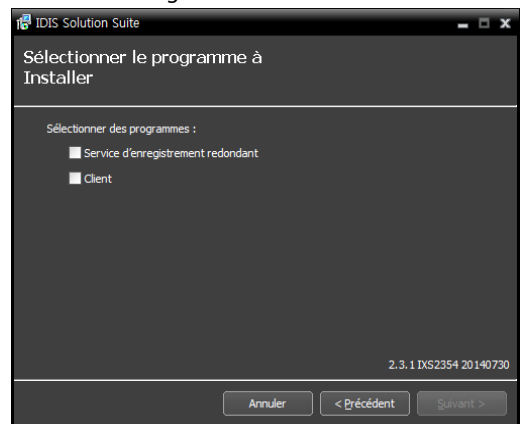 IDIS Solution Suite
Sélectionner le programme à
Installer
Sélectionner des programmes :
Service d'enregistrement redondant
Client
2.3.1 IXS2354 20140730
Annuler
< Précédent
Suivant >